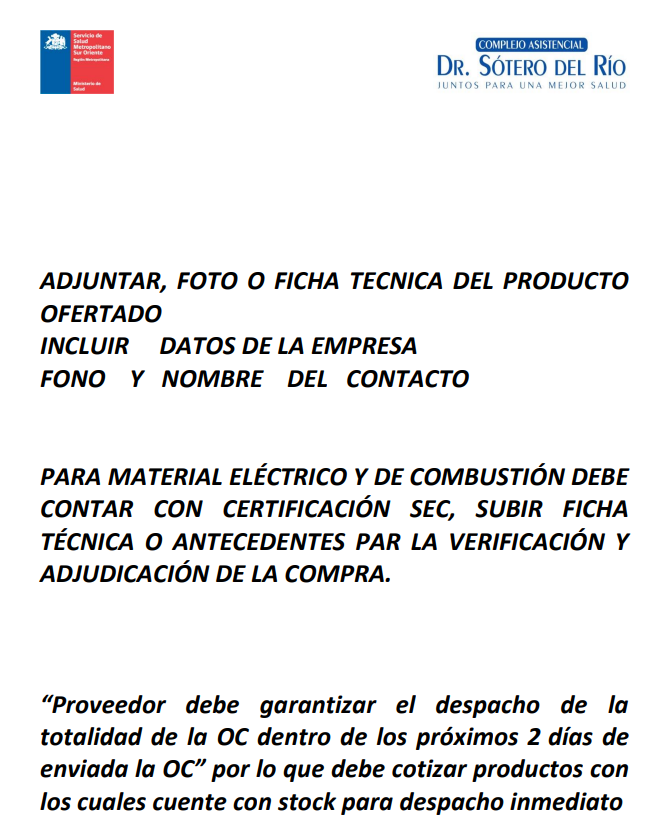 Servicio de
Salud
Metropolitano
Sur Oriente
Región Metropolitana
Ministerio de
Salud
COMPLEJO ASISTENCIAL
DR. SÓTERO DEL RÍO
JUNTOS PARA UNA MEJOR SALUD
ADJUNTAR, FOTO O FICHA TECNICA DEL PRODUCTO
OFERTADO
INCLUIR DATOS DE LA EMPRESA
FONO Y NOMBRE DEL CONTACTO
PARA MATERIAL ELÉCTRICO Y DE COMBUSTIÓN DEBE
CONTAR CON CERTIFICACIÓN SEC, SUBIR FICHA
TÉCNICA O ANTECEDENTES PAR LA VERIFICACIÓN Y
ADJUDICACIÓN DE LA COMPRA.
“Proveedor debe garantizar el despacho de la
totalidad de la OC dentro de los próximos 2 días de
enviada la OC” por lo que debe cotizar productos con
los cuales cuente con stock para despacho inmediato